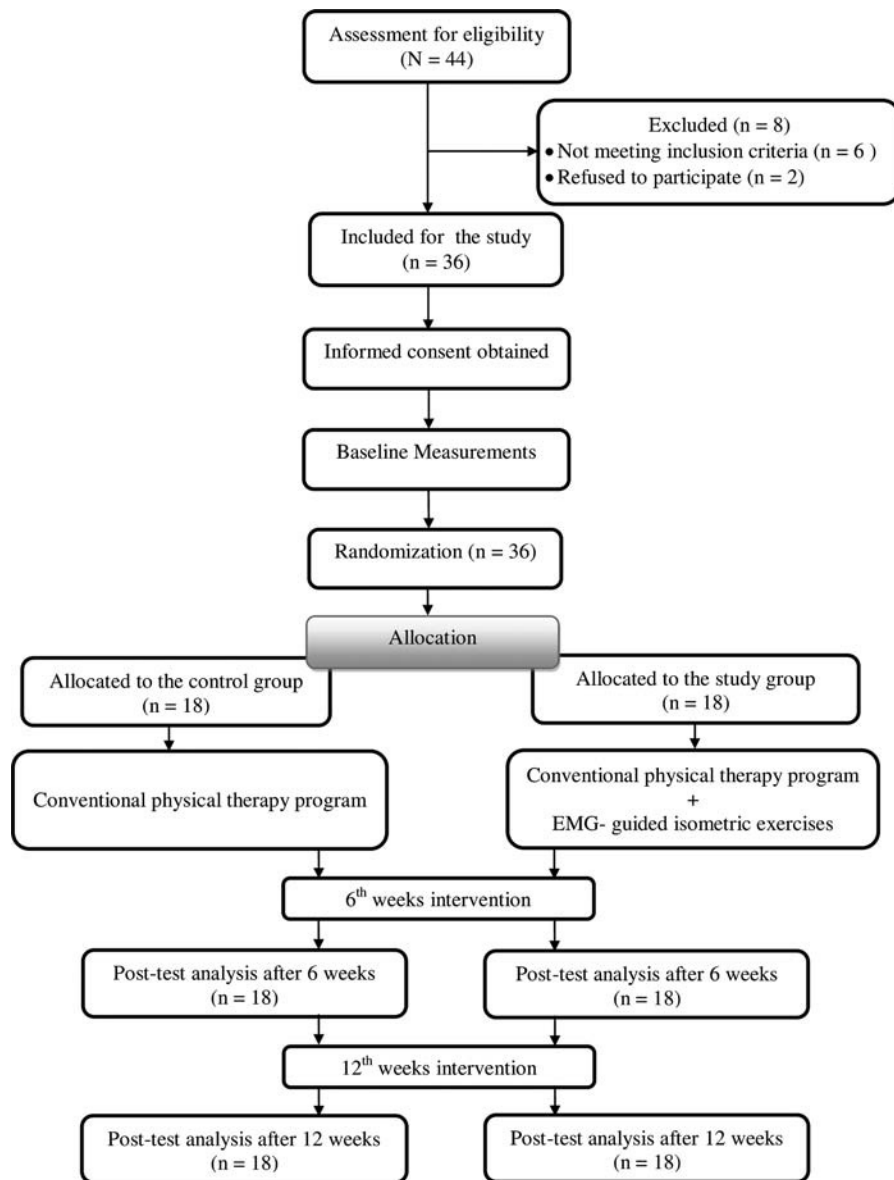 Assessment for eligibility
(N = 44)
Excluded (n = 8)
• Not meeting inclusion criteria (n = 6 )
• Refused to participate (n = 2)
Included for the study
(n = 36)
Informed consent obtained
Baseline Measurements
Randomization (n = 36)
Allocation
Allocated to the control group
(n = 18)
Allocated to the study group
(n = 18)
Conventional physical therapy program
Conventional physical therapy program
+
EMG- guided isometric exercises
6th weeks intervention
Post-test analysis after 6 weeks
(n = 18)
Post-test analysis after 6 weeks
(n = 18)
12th weeks intervention
Post-test analysis after 12 weeks
(n = 18)
Post-test analysis after 12 weeks
(n = 18)